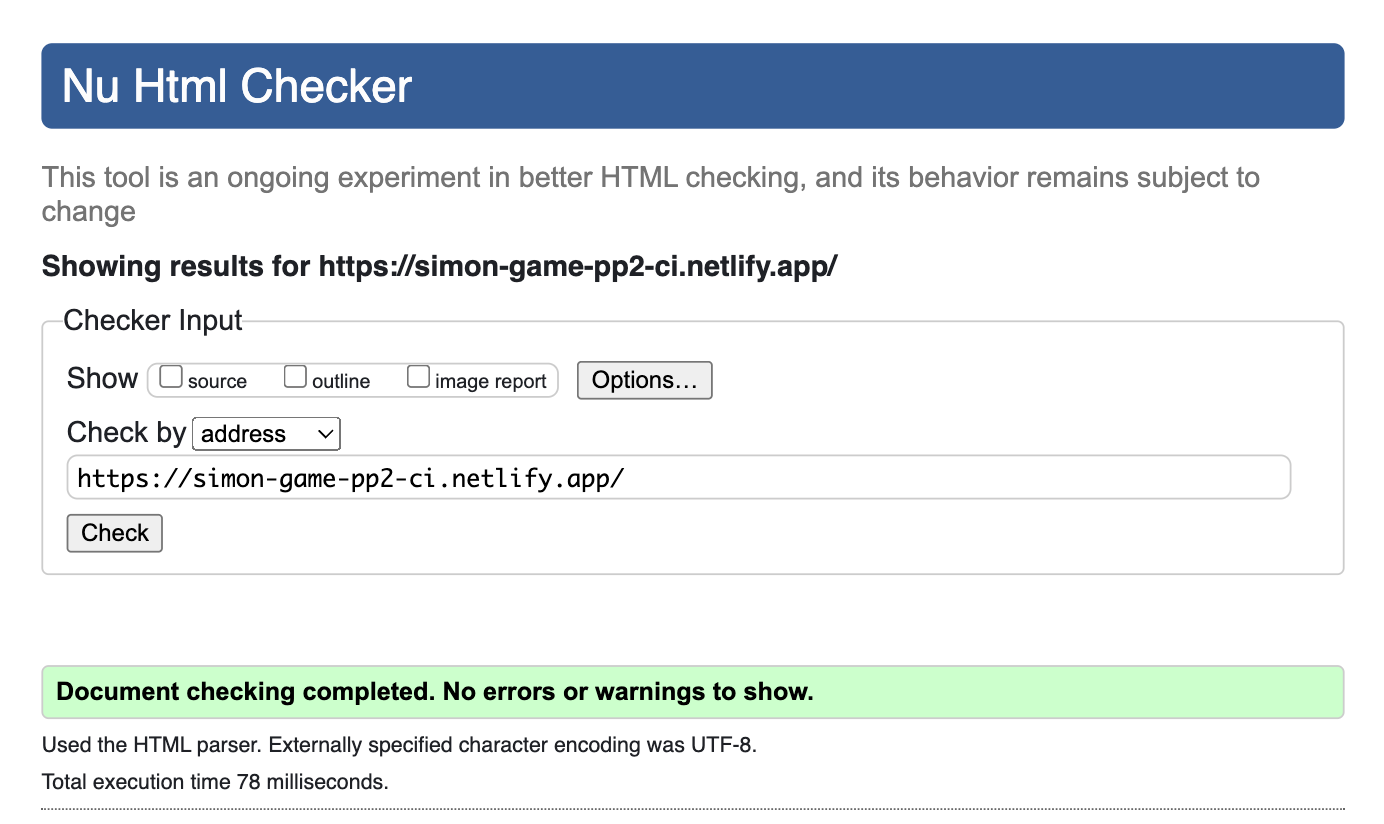 Nu Html Checker
This tool is an ongoing experiment in better HTML checking, and its behavior remains subject to
change
Showing results for https://simon-game-pp2-ci.netlify.app/
Checker Input
Show source outline image report Options...
Check by address
https://simon-game-pp2-ci.netlify.app/
Check
Document checking completed. No errors or warnings to show.
Used the HTML parser. Externally specified character encoding was UTF-8.
Total execution time 78 milliseconds.